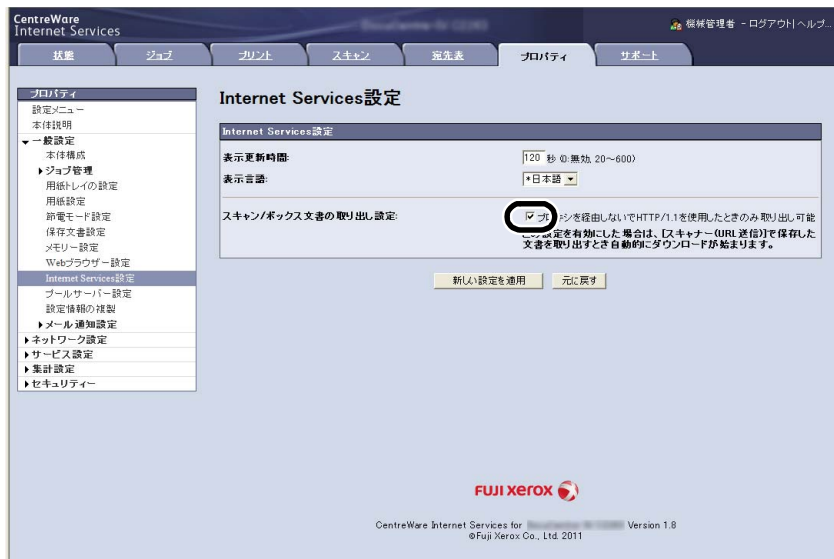 CentreWare
Internet Services
機械管理者 - ログアウト|ヘルプ...
状態
ジョブ
プリント
スキャン
宛先表
プロパティ
サポート
プロパティ
設定メニュー
本体説明
一般設定
本体構成
ジョブ管理
用紙トレイの設定
用紙設定
節電モード設定
保存文書設定
メモリー設定
Webブラウザー設定
Internet Services設定
プールサーバー設定
設定情報の複製
メール通知設定
ネットワーク設定
サービス設定
集計設定
セキュリティー
Internet Services設定
Internet Services設定
表示更新時間:
120 秒 (0:無効, 20～600)
表示言語:
*日本語
スキャン/ボックス文書の取り出し設定:
シを経由しないでHTTP/1.1を使用したときのみ取り出し可能
設定を有効にした場合は、[スキャナー(URL送信)]で保存した
文書を取り出すとき自動的にダウンロードが始まります。
新しい設定を適用
元に戻す
FUJI XEROX
CentreWare Internet Services for Version 1.8
©Fuji Xerox Co., Ltd. 2011